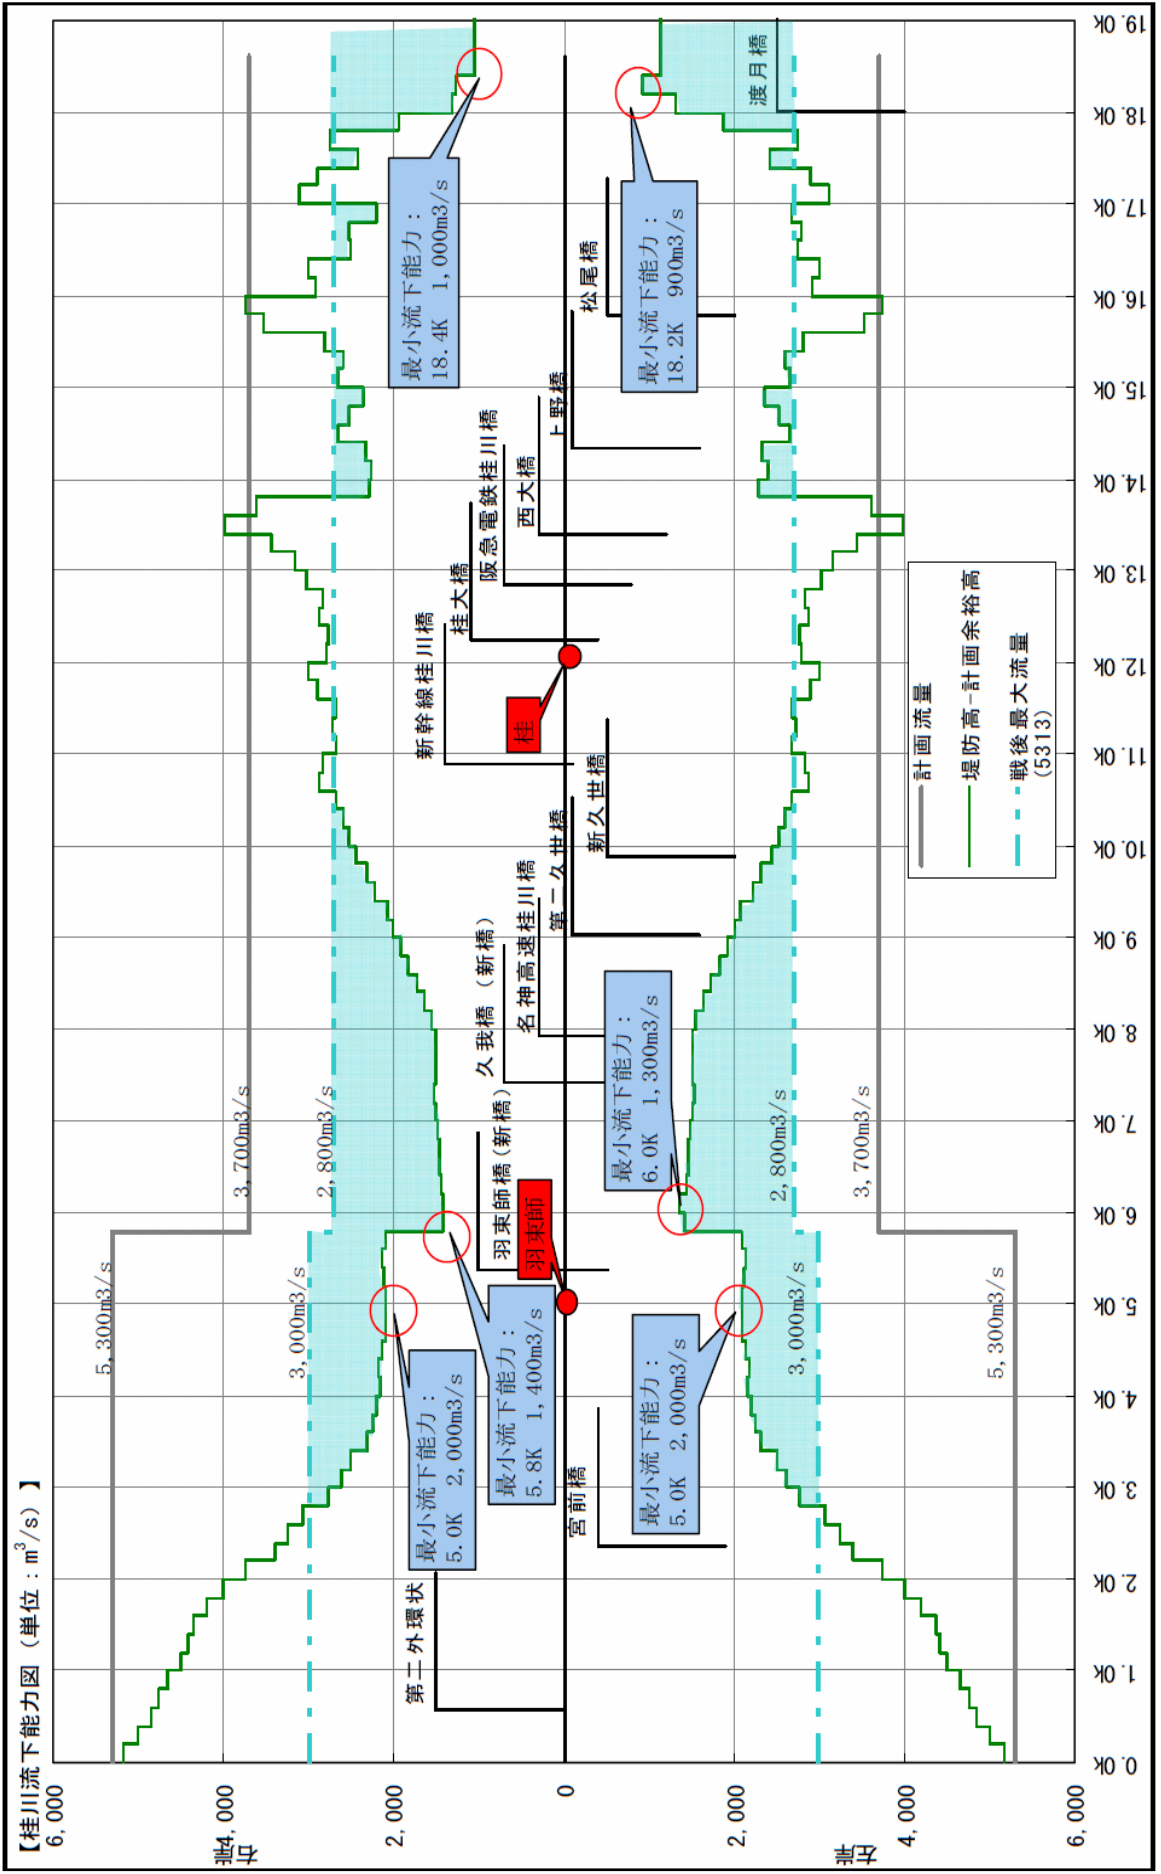 【桂川流下能力図（単位：m³/s）】
6,000
右岸
4,000
2,000
0
2,000
左岸
4,000
6,000
0.0K
1.0K
2.0K
3.0K
4.0K
5.0K
6.0K
7.0K
8.0K
9.0K
10.0K
11.0K
12.0K
13.0K
14.0K
15.0K
16.0K
17.0K
18.0K
19.0K
5,300m3/s
3,700m3/s
3,000m3/s
2,800m3/s
最小流下能力：
5.0K 2,000m3/s
最小流下能力：
5.8K 1,400m3/s
最小流下能力：
18.4K 1,000m3/s
第二外環状
宮前橋
羽束師橋(新橋)
羽束師
久我橋（新橋）
名神高速桂川橋
第二久世橋
新久世橋
新幹線桂川橋
桂
桂大橋
阪急電鉄桂川橋
西大橋
上野橋
松尾橋
渡月橋
最小流下能力：
5.0K 2,000m3/s
最小流下能力：
6.0K 1,300m3/s
最小流下能力：
18.2K 900m3/s
3,000m3/s
2,800m3/s
5,300m3/s
3,700m3/s
計画流量
堤防高-計画余裕高
戦後最大流量
(5313)